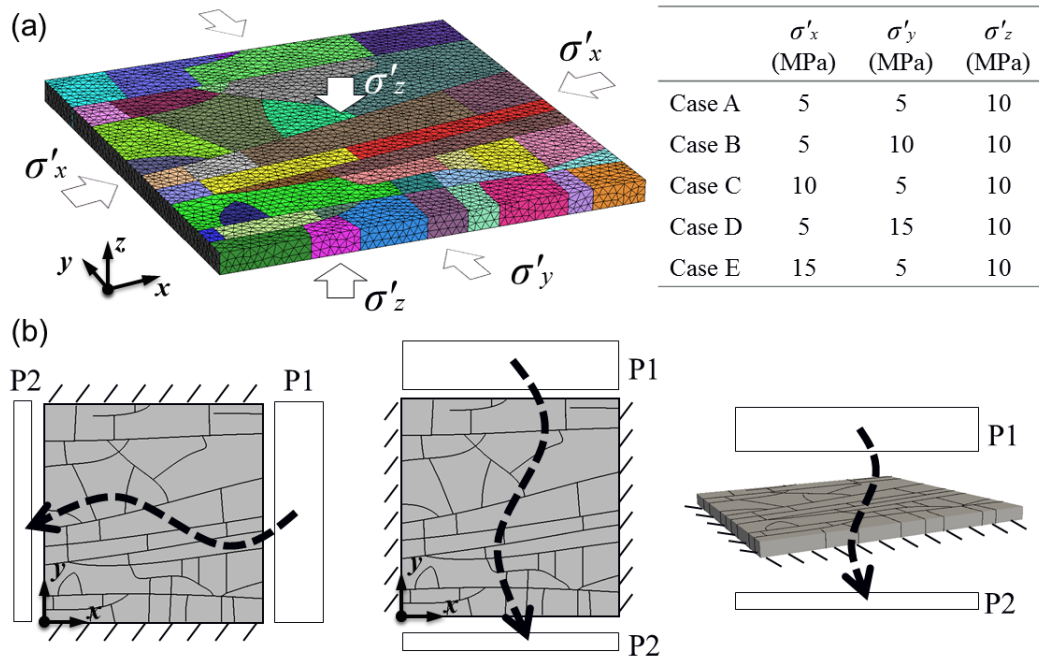 (a)
σ'z
σ'x
σ'x
σ'y
σ'z
z
y
x
σ'x σ'y σ'z
(MPa) (MPa) (MPa)
Case A 5 5 10
Case B 5 10 10
Case C 10 5 10
Case D 5 15 10
Case E 15 5 10
(b)
P2 P1
y
x
P1
y
x
P2
P1
P2